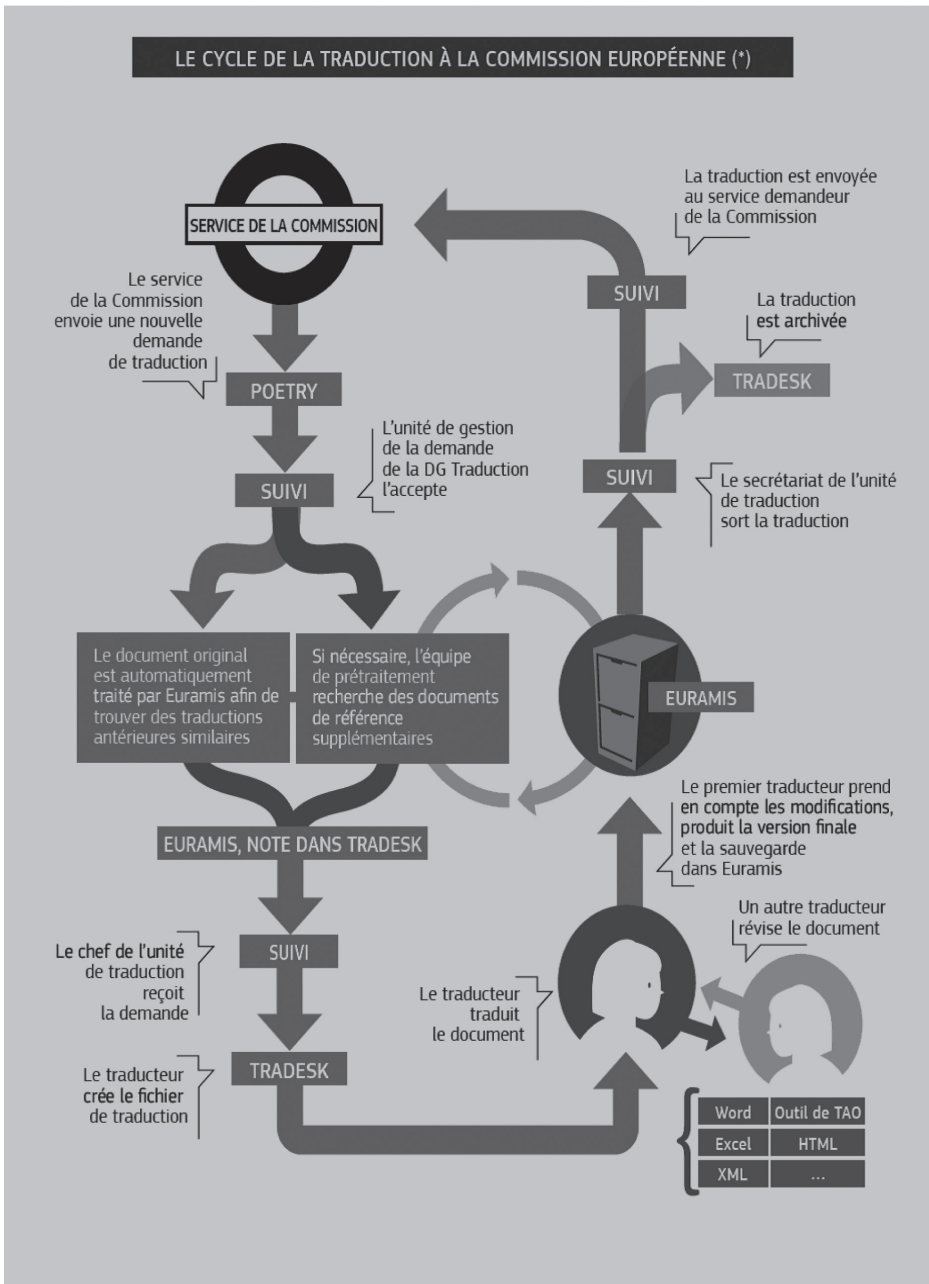 LE CYCLE DE LA TRADUCTION À LA COMMISSION EUROPÉENNE (*)
SERVICE DE LA COMMISSION
Le service
de la Commission
envoie une nouvelle
demande
de traduction
POETRY
L'unité de gestion
de la demande
de la DG Traduction
l'accepte
SUIVI
Le document original
est automatiquement
traité par Euramis afin de
trouver des traductions
antérieures similaires
Si nécessaire, l'équipe
de prétraitement
recherche des documents
de référence
supplémentaires
EURAMIS, NOTE DANS TRADESK
SUIVI
Le chef de l'unité
de traduction
reçoit
la demande
TRADESK
Le traducteur
crée le fichier
de traduction
Le traducteur
traduit
le document
Un autre traducteur
révise le document
Word
Outil de TAO
Excel
HTML
XML
...
Le premier traducteur prend
en compte les modifications,
produit la version finale
et la sauvegarde
dans Euramis
EURAMIS
SUIVI
Le secrétariat de l'unité
de traduction
sort la traduction
TRADESK
La traduction
est archivée
SUIVI
La traduction est envoyée
au service demandeur
de la Commission